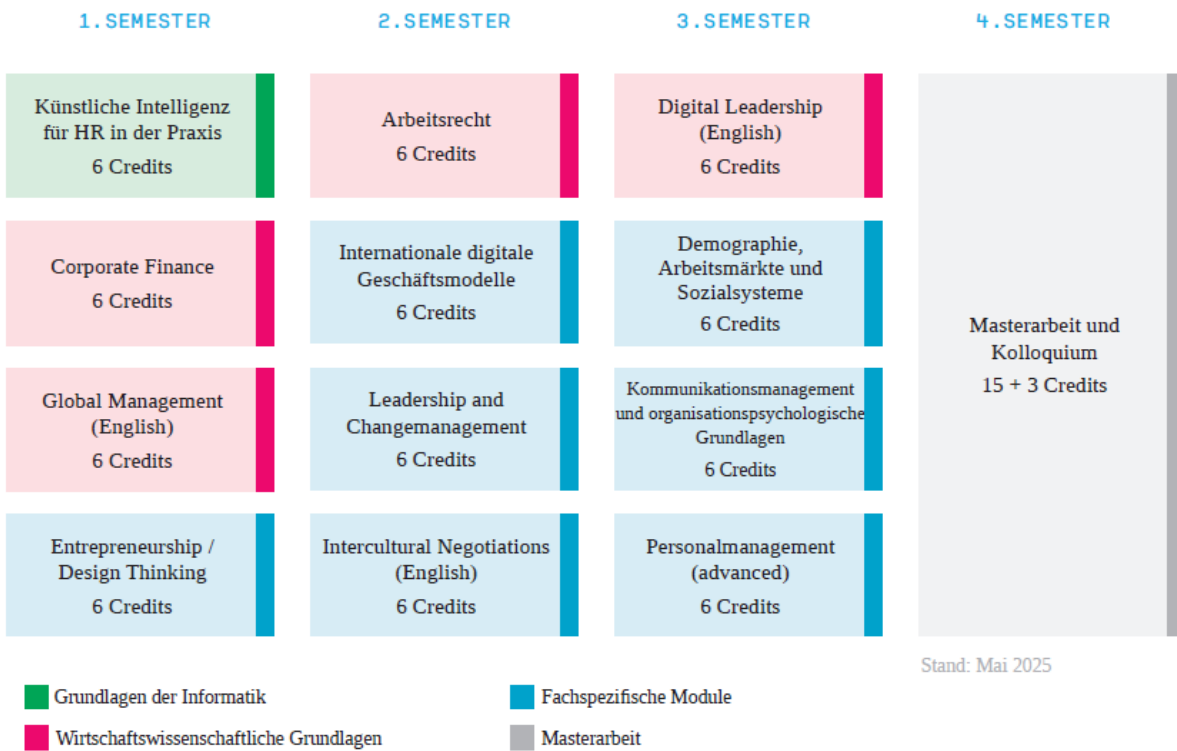 1.SEMESTER
2.SEMESTER
3.SEMESTER
4.SEMESTER
Künstliche Intelligenz
für HR in der Praxis
6 Credits
Corporate Finance
6 Credits
Global Management
(English)
6 Credits
Entrepreneurship /
Design Thinking
6 Credits
Arbeitsrecht
6 Credits
Internationale digitale
Geschäftsmodelle
6 Credits
Leadership and
Changemanagement
6 Credits
Intercultural Negotiations
(English)
6 Credits
Digital Leadership
(English)
6 Credits
Demographie,
Arbeitsmärkte und
Sozialsysteme
6 Credits
Kommunikationsmanagement
und organisationspsychologische
Grundlagen
6 Credits
Personalmanagement
(advanced)
6 Credits
Masterarbeit und
Kolloquium
15 + 3 Credits
Stand: Mai 2025
Grundlagen der Informatik
Wirtschaftswissenschaftliche Grundlagen
Fachspezifische Module
Masterarbeit